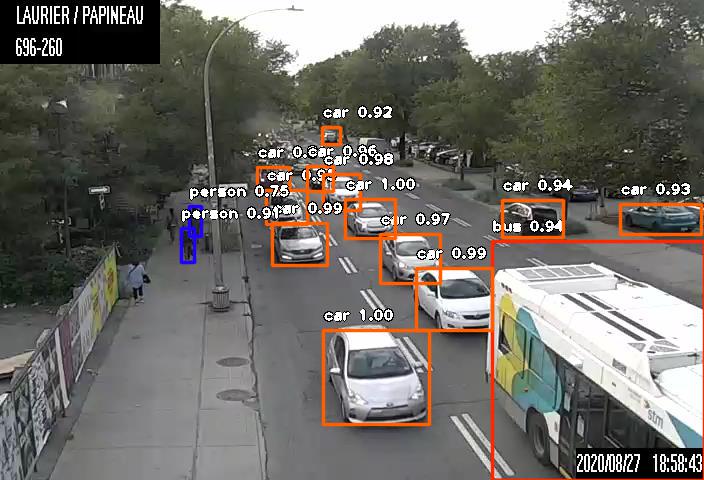 LAURIER / PAPINEAU
696-260
car 0.92
car 0.96
car 0.98
car 1.00
person 0.75
car 0.94
car 0.93
person 0.91
car 0.99
car 0.97
bus 0.94
car 0.99
car 1.00
stm
2020/08/27 18:58:43